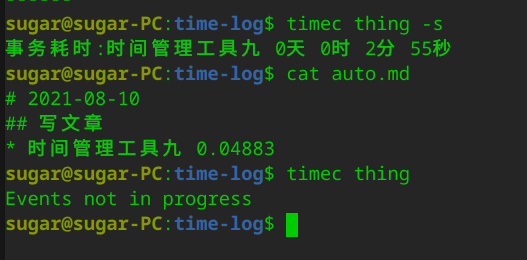 sugar@sugar-PC:time-log$ timec thing -s
事务耗时:时间管理工具九 0天 0时 2分 55秒
sugar@sugar-PC:time-log$ cat auto.md
# 2021-08-10
## 写文章
* 时间管理工具九 0.04883
sugar@sugar-PC:time-log$ timec thing
Events not in progress
sugar@sugar-PC:time-log$